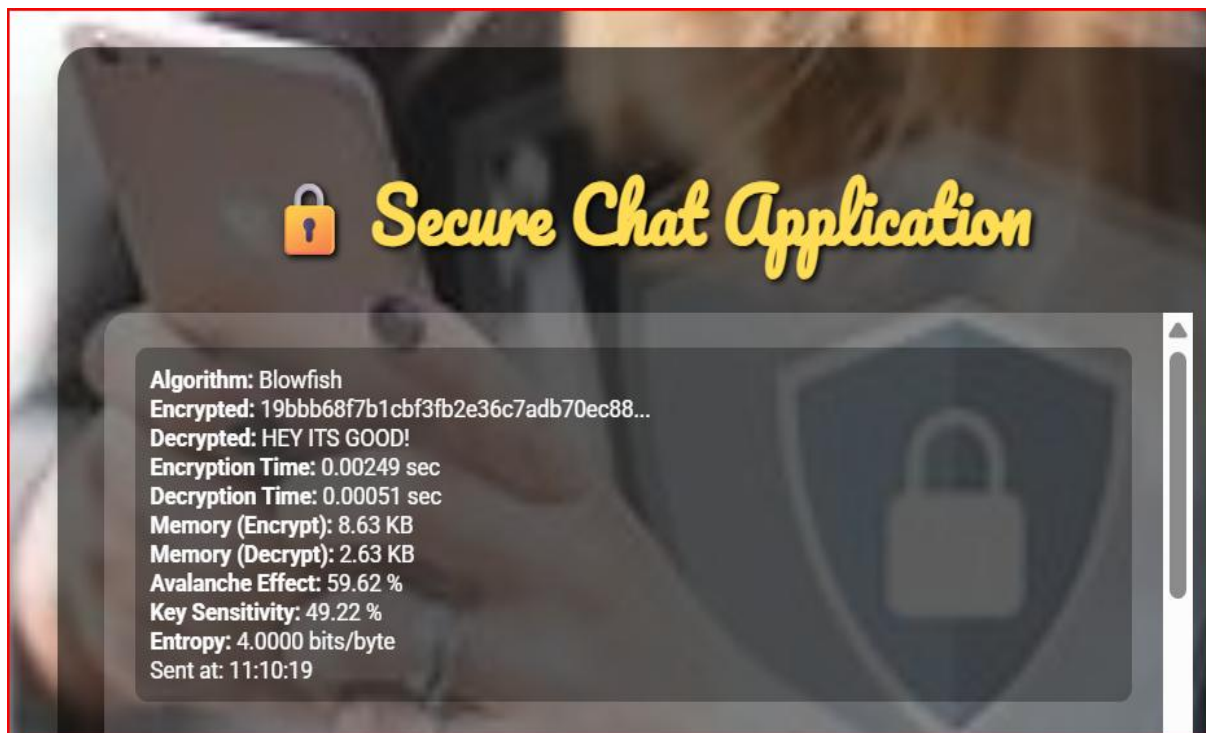 Secure Chat Application
Algorithm: Blowfish
Encrypted: 19bbb68f7b1cbf3fb2e36c7adb70ec88...
Decrypted: HEY ITS GOOD!
Encryption Time: 0.00249 sec
Decryption Time: 0.00051 sec
Memory (Encrypt): 8.63 KB
Memory (Decrypt): 2.63 KB
Avalanche Effect: 59.62 %
Key Sensitivity: 49.22 %
Entropy: 4.0000 bits/byte
Sent at: 11:10:19